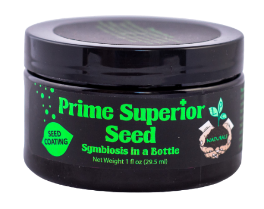 Prime Superior
Seed
SEED
COATING
Symbiosis in a Bottle
Net Weight 1 fl oz (29.5 ml)